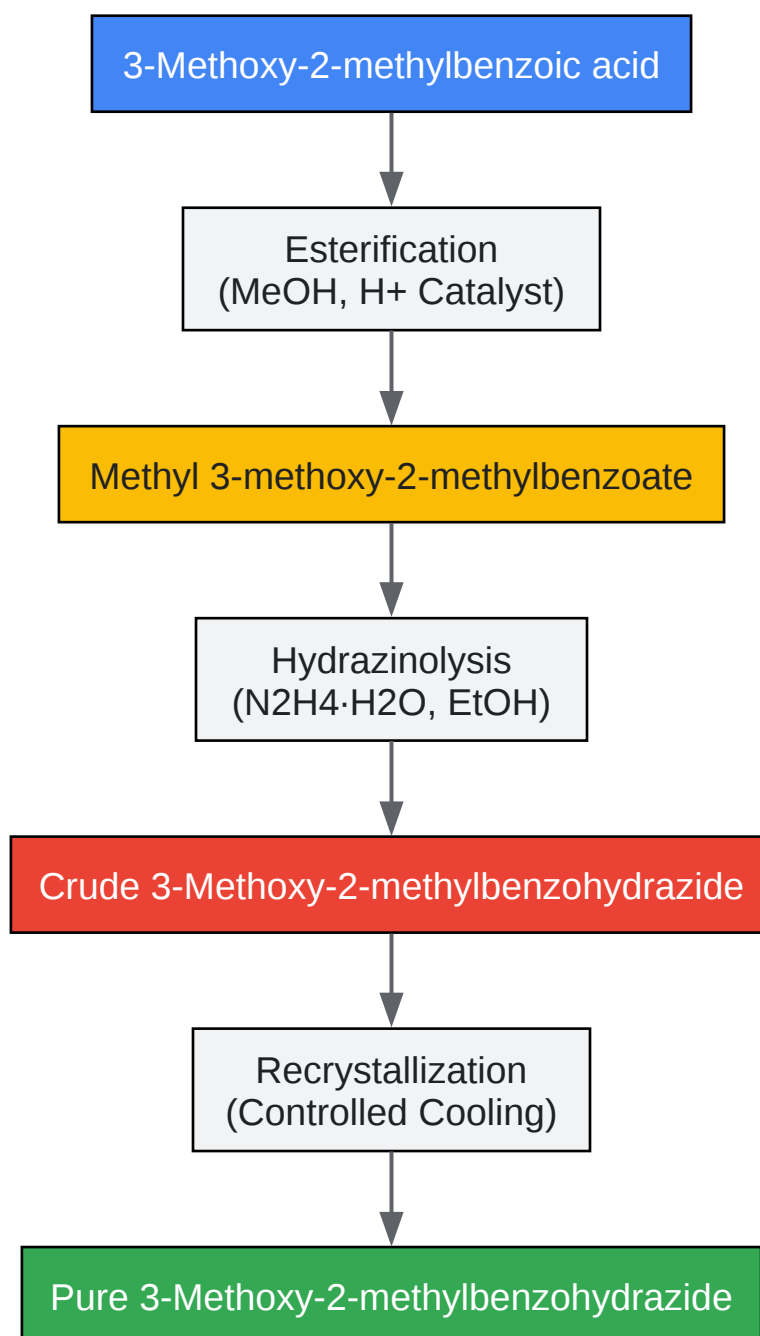 3-Methoxy-2-methylbenzoic acid
Esterification
(MeOH, H+ Catalyst)
Methyl 3-methoxy-2-methylbenzoate
Hydrazinolysis
(N2H4·H2O, EtOH)
Crude 3-Methoxy-2-methylbenzohydrazide
Recrystallization
(Controlled Cooling)
Pure 3-Methoxy-2-methylbenzohydrazide